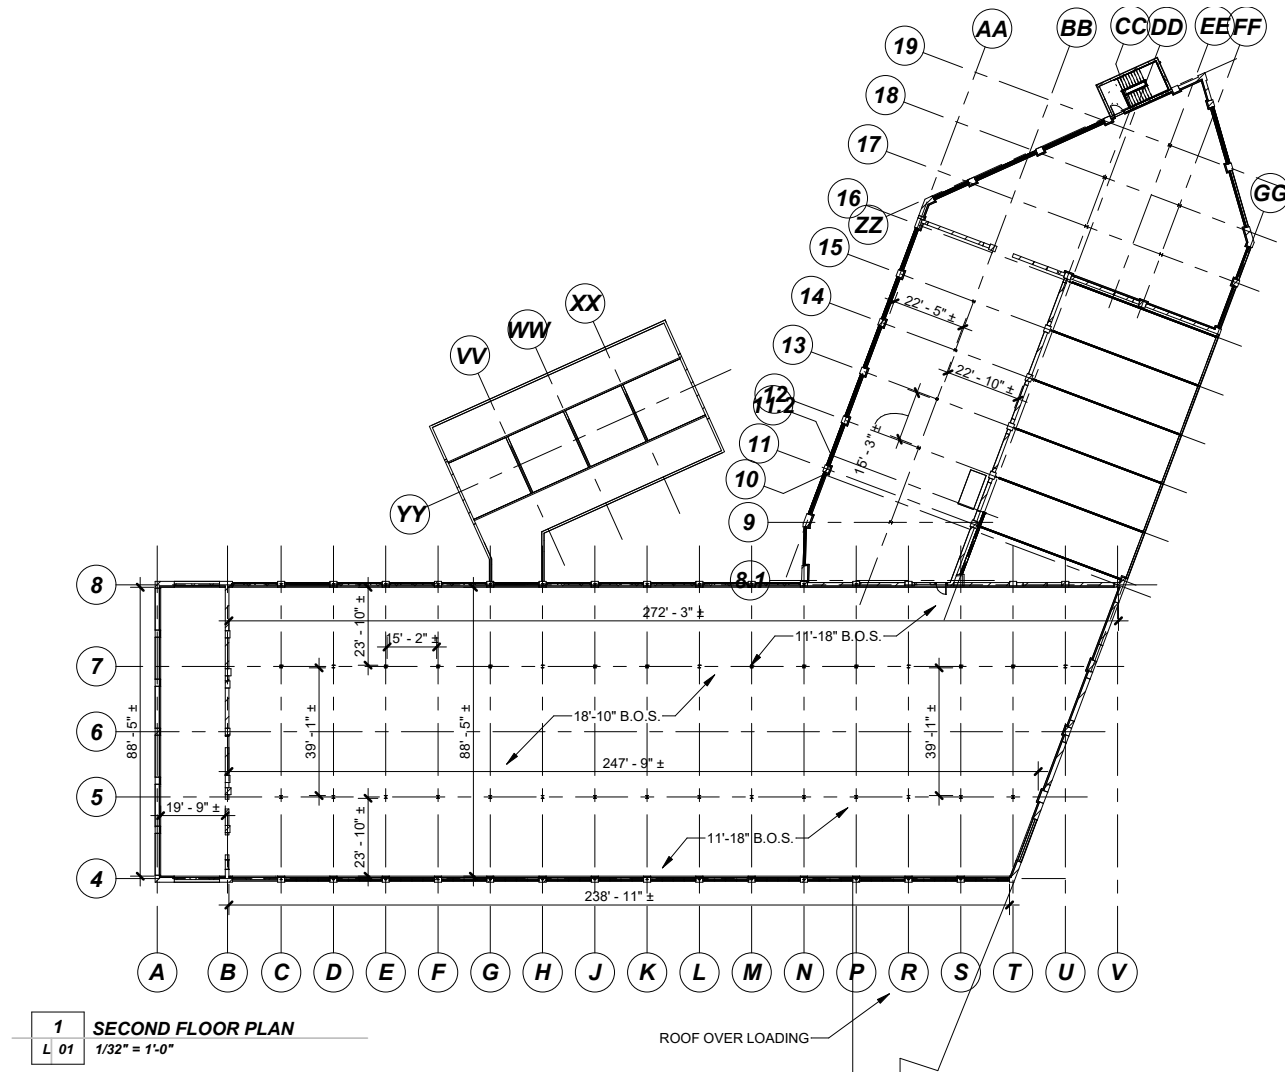 AA
BB
CC
DD
EE
FF
19
18
17
16
ZZ
GG
15
14
13
12
11.2
11
10
9
8.1
XX
WW
VV
YY
22' - 5" ±
22' - 10" ±
15' - 3" ±
8
7
6
5
4
272' - 3" ±
23' - 10" ±
15' - 2" ±
11'-18" B.O.S.
18'-10" B.O.S.
88' - 5" ±
39' - 1" ±
88' - 5" ±
39' - 11" ±
247' - 9" ±
19' - 9" ±
23' - 10" ±
11'-18" B.O.S.
238' - 11" ±
A
B
C
D
E
F
G
H
J
K
L
M
N
P
R
S
T
U
V
1
SECOND FLOOR PLAN
L 01
1/32" = 1'-0"
ROOF OVER LOADING